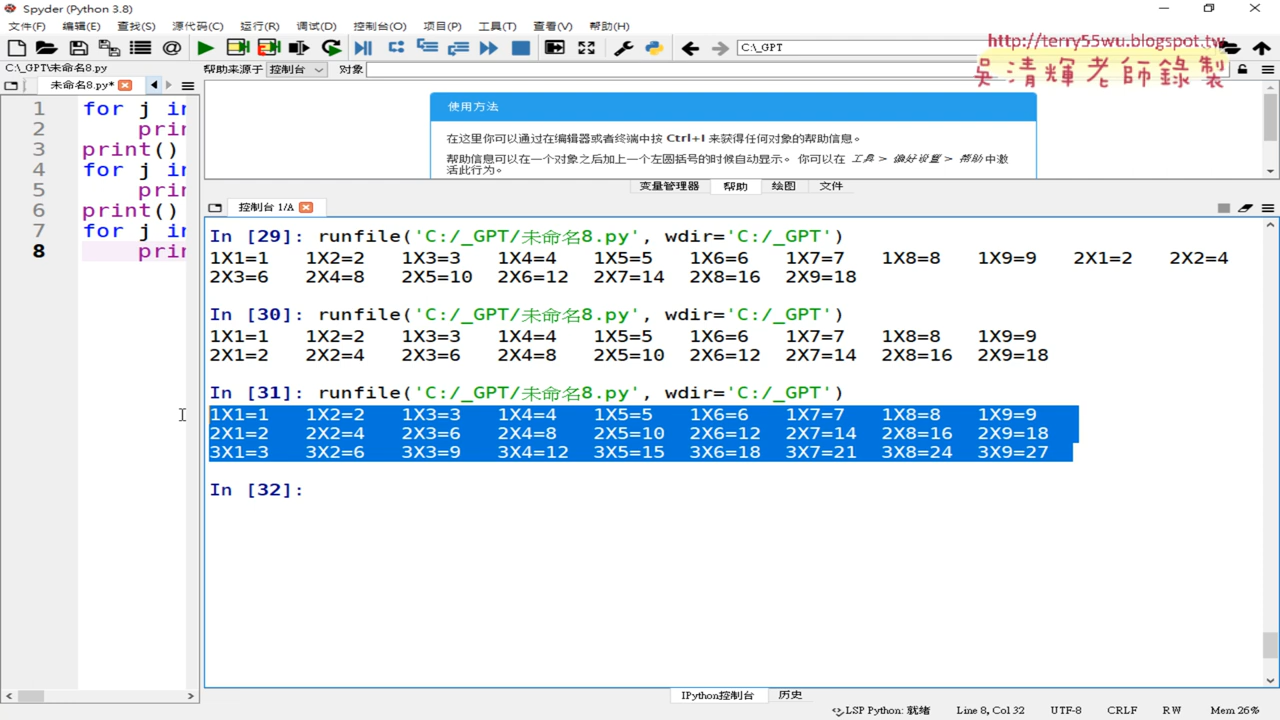 Spyder (Python 3.8)
文件(F) 编辑(E) 查找(S) 源代码(C) 运行(R) 调试(D) 控制台(O) 项目(P) 工具(T) 查看(V) 帮助(H)
C:\_GPT
http://terry55wu.blogspot.tw
吳清輝老師錄製
C:\_GPT\未命名8.py
帮助来源于 控制台 对象
未命名8.py*
使用方法
在这里你可以通过在编辑器或者终端中按 Ctrl+I 来获得任何对象的帮助信息。
帮助信息可以在一个对象之后加上一个左圆括号的时候自动显示。 你可以在 工具 > 偏好设置 > 帮助 中激
活此行为。
变量管理器 帮助 绘图 文件
1 for j in
2 prin
3 print()
4 for j in
5 prin
6 print()
7 for j in
8 prin
控制台 1/A
In [29]: runfile('C:/_GPT/未命名8.py', wdir='C:/_GPT')
1X1=1 1X2=2 1X3=3 1X4=4 1X5=5 1X6=6 1X7=7 1X8=8 1X9=9 2X1=2 2X2=4
2X3=6 2X4=8 2X5=10 2X6=12 2X7=14 2X8=16 2X9=18
In [30]: runfile('C:/_GPT/未命名8.py', wdir='C:/_GPT')
1X1=1 1X2=2 1X3=3 1X4=4 1X5=5 1X6=6 1X7=7 1X8=8 1X9=9
2X1=2 2X2=4 2X3=6 2X4=8 2X5=10 2X6=12 2X7=14 2X8=16 2X9=18
In [31]: runfile('C:/_GPT/未命名8.py', wdir='C:/_GPT')
1X1=1 1X2=2 1X3=3 1X4=4 1X5=5 1X6=6 1X7=7 1X8=8 1X9=9
2X1=2 2X2=4 2X3=6 2X4=8 2X5=10 2X6=12 2X7=14 2X8=16 2X9=18
3X1=3 3X2=6 3X3=9 3X4=12 3X5=15 3X6=18 3X7=21 3X8=24 3X9=27
In [32]:
IPython控制台 历史
LSP Python: 就绪 Line 8, Col 32 UTF-8 CRLF RW Mem 26%